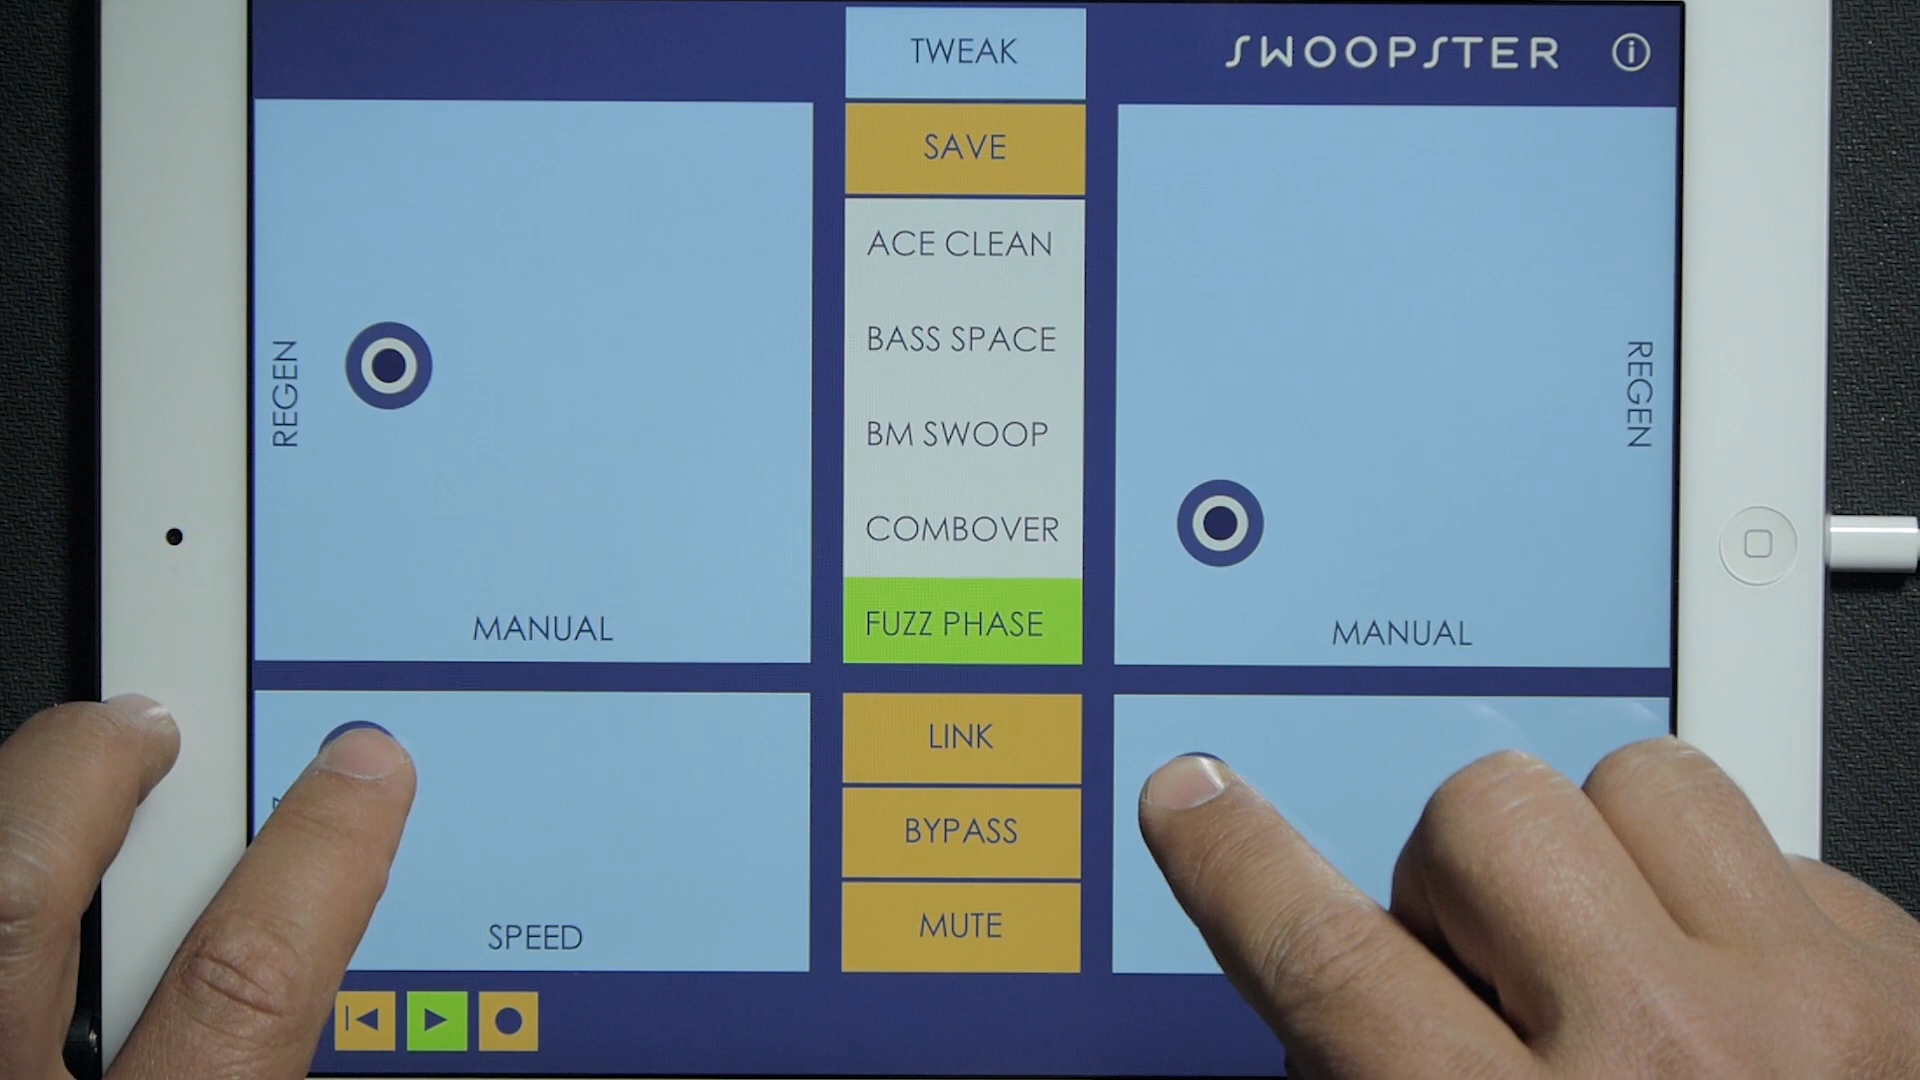 TWEAK
SWOOPSTER
SAVE
ACE CLEAN
BASS SPACE
BM SWOOP
COMBOVER
FUZZ PHASE
REGEN
MANUAL
REGEN
MANUAL
LINK
BYPASS
MUTE
SPEED